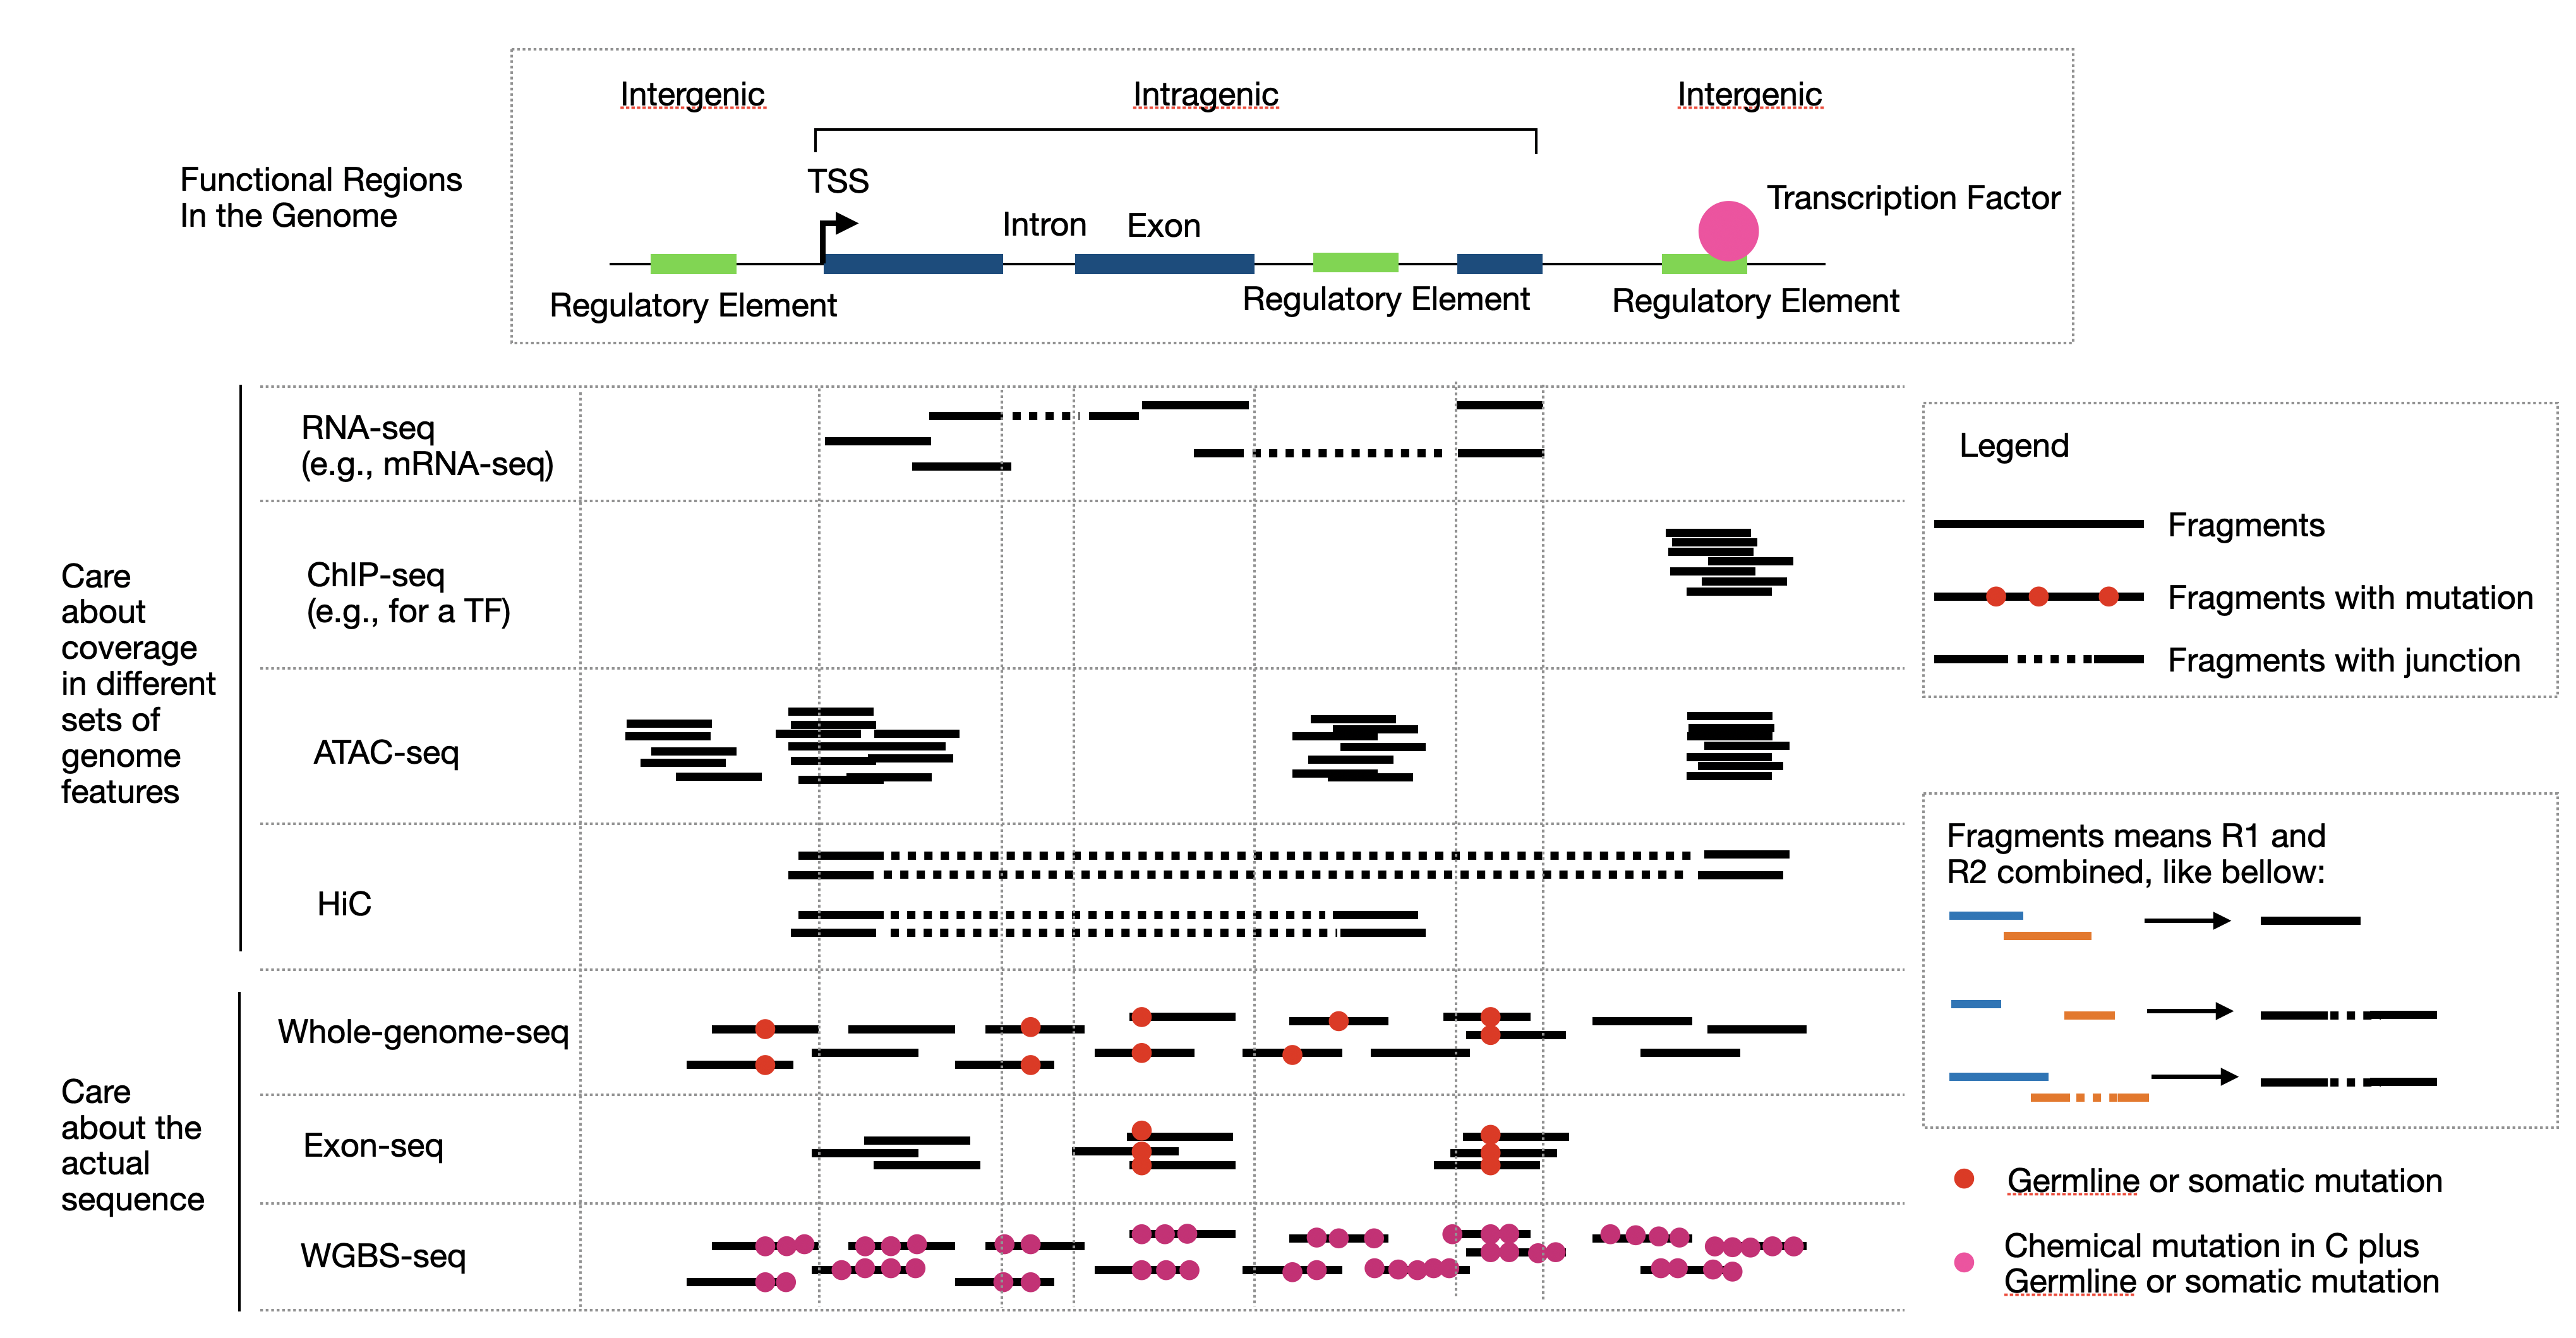 Intergenic
Intragenic
Intergenic
Functional Regions
In the Genome
TSS
Transcription Factor
Intron
Exon
Regulatory Element
Regulatory Element
Regulatory Element
Care
about
coverage
in different
sets of
genome
features
RNA-seq
(e.g., mRNA-seq)
ChIP-seq
(e.g., for a TF)
ATAC-seq
HiC
Care
about the
actual
sequence
Whole-genome-seq
Exon-seq
WGBS-seq
Legend
Fragments
Fragments with mutation
Fragments with junction
Fragments means R1 and
R2 combined, like bellow:
Germline or somatic mutation
Chemical mutation in C plus
Germline or somatic mutation